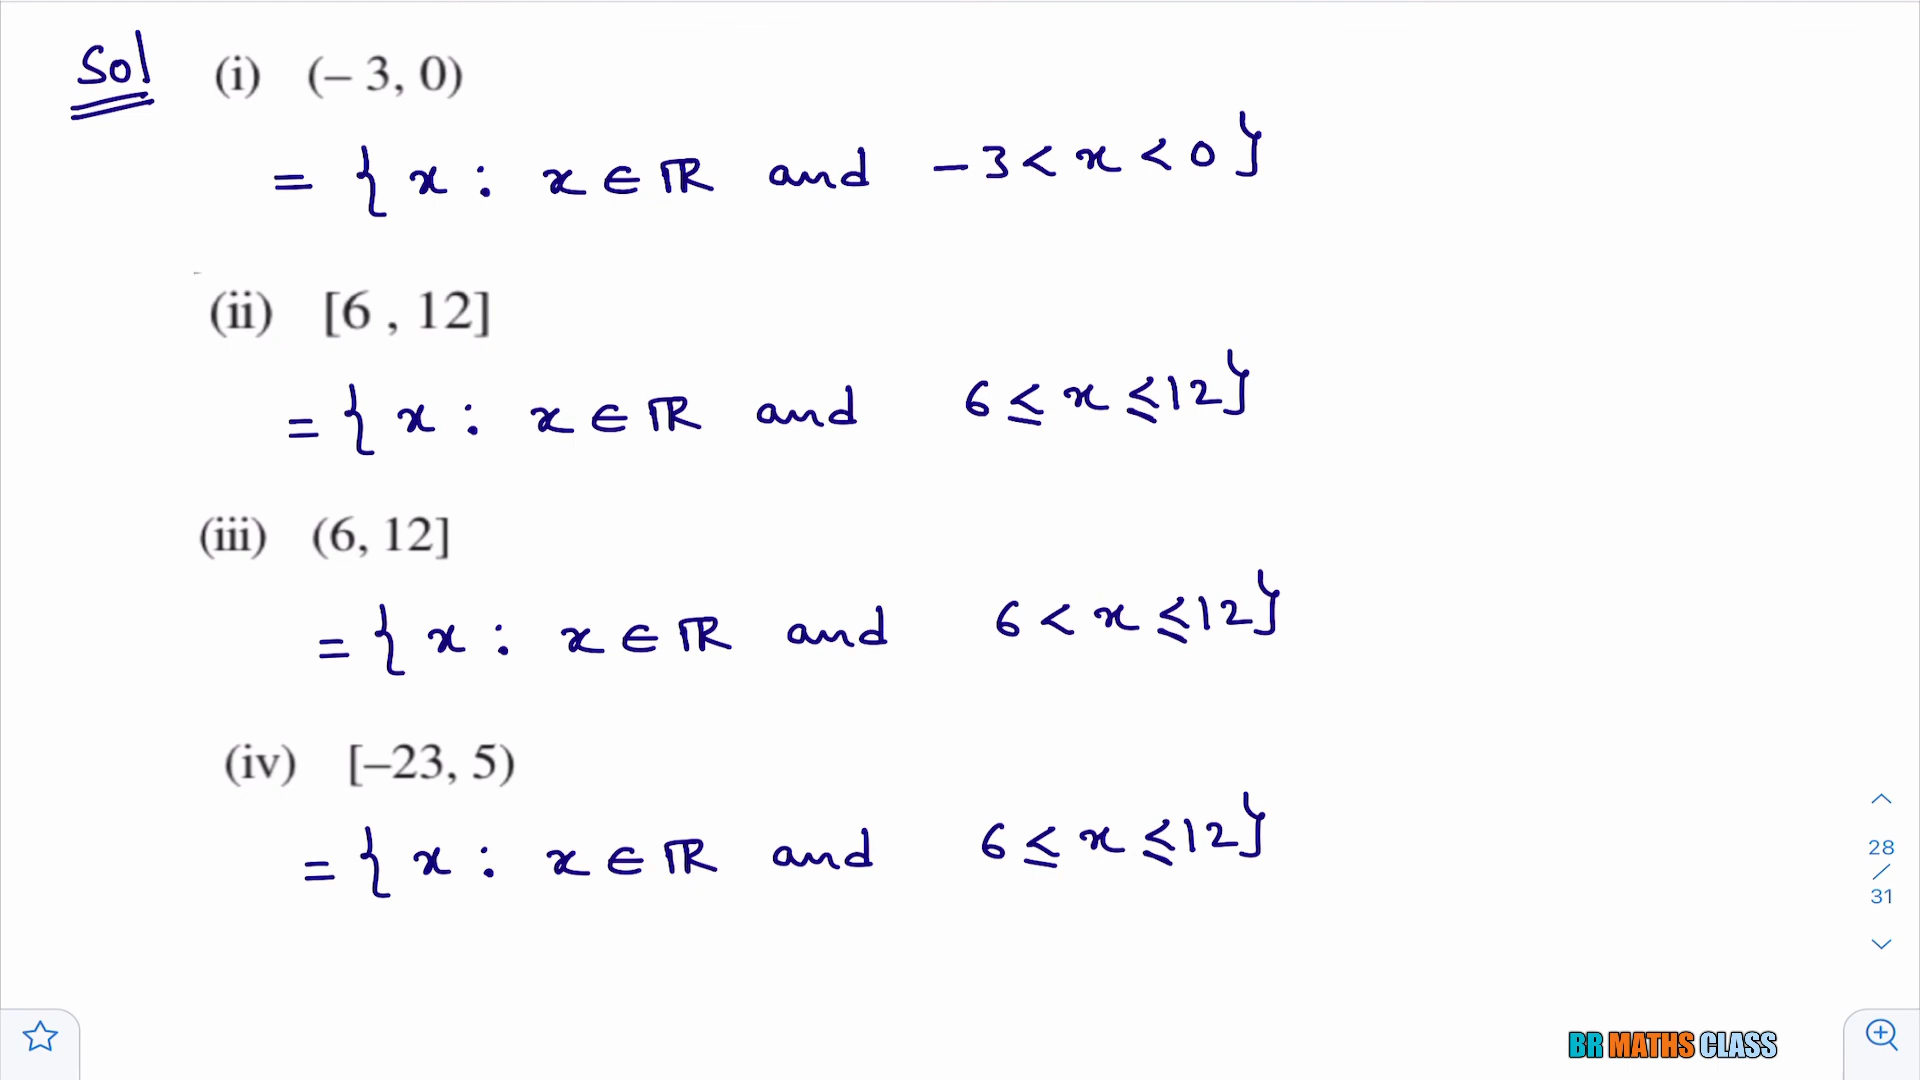 Sol (i) (– 3, 0)
= { x : x ∈ ℝ and -3 < x < 0 }
(ii) [6 , 12]
= { x : x ∈ ℝ and 6 ≤ x ≤ 12 }
(iii) (6, 12]
= { x : x ∈ ℝ and 6 < x ≤ 12 }
(iv) [–23, 5)
= { x : x ∈ ℝ and 6 ≤ x ≤ 12 }
28
/
31
BR MATHS CLASS